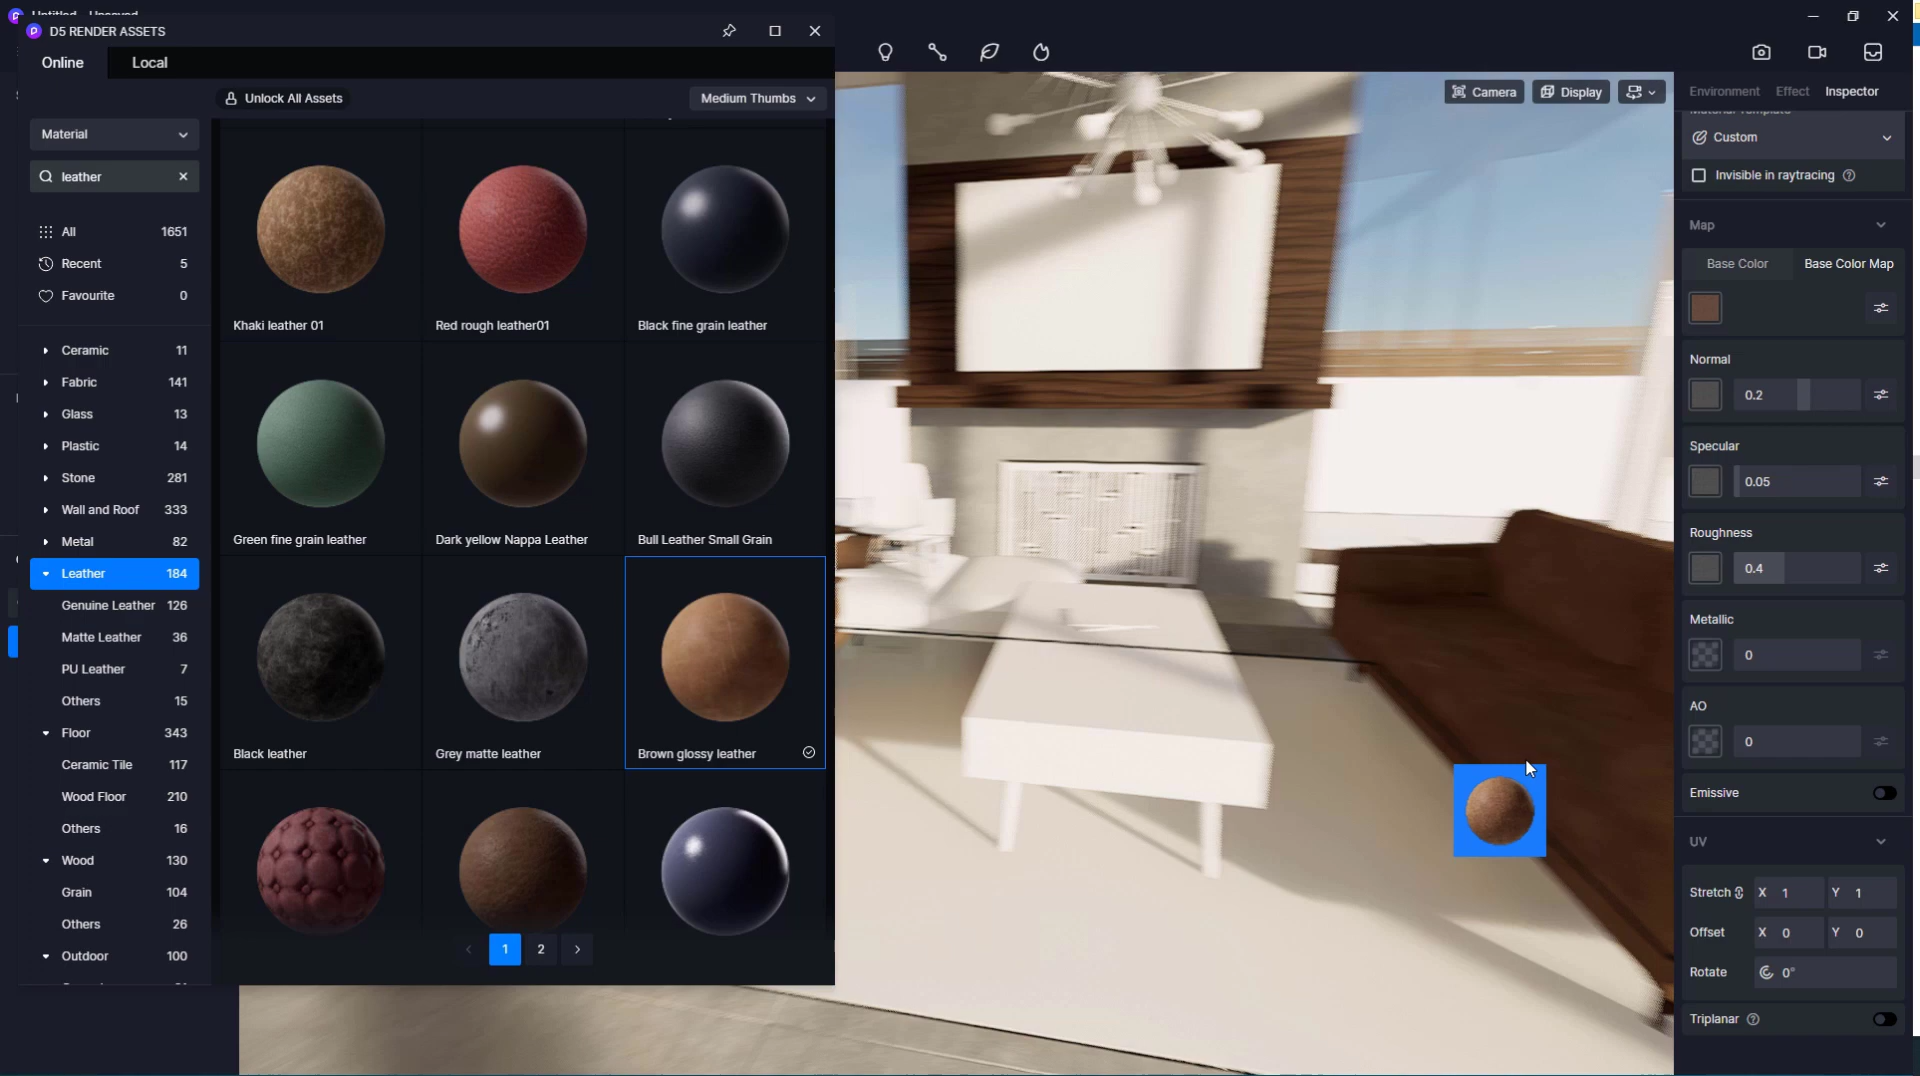 Untitled - Unsaved
D5 RENDER ASSETS
Online
Local
Unlock All Assets
Medium Thumbs
Material
leather
All 1651
Recent 5
Favourite 0
Ceramic 11
Fabric 141
Glass 13
Plastic 14
Stone 281
Wall and Roof 333
Metal 82
Leather 184
Genuine Leather 126
Matte Leather 36
PU Leather 7
Others 15
Floor 343
Ceramic Tile 117
Wood Floor 210
Others 16
Wood 130
Grain 104
Others 26
Outdoor 100
Khaki leather 01
Red rough leather01
Black fine grain leather
Green fine grain leather
Dark yellow Nappa Leather
Bull Leather Small Grain
Black leather
Grey matte leather
Brown glossy leather
1 2
Camera
Display
Environment Effect Inspector
Material Template
Custom
Invisible in raytracing
Map
Base Color Base Color Map
Normal
0.2
Specular
0.05
Roughness
0.4
Metallic
0
AO
0
Emissive
UV
Stretch X 1 Y 1
Offset X 0 Y 0
Rotate 0°
Triplanar